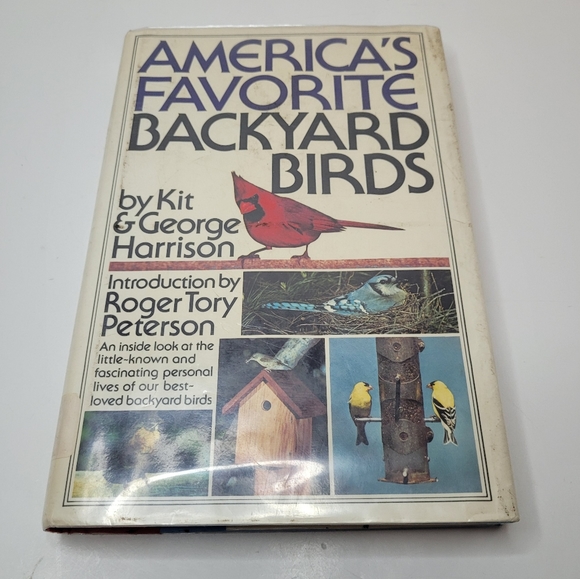 AMERICA'S
FAVORITE
BACKYARD
BIRDS
by Kit
& George
Harrison
Introduction by
Roger Tory
Peterson
An inside look at the
little-known and
fascinating personal
lives of our best-
loved backyard birds